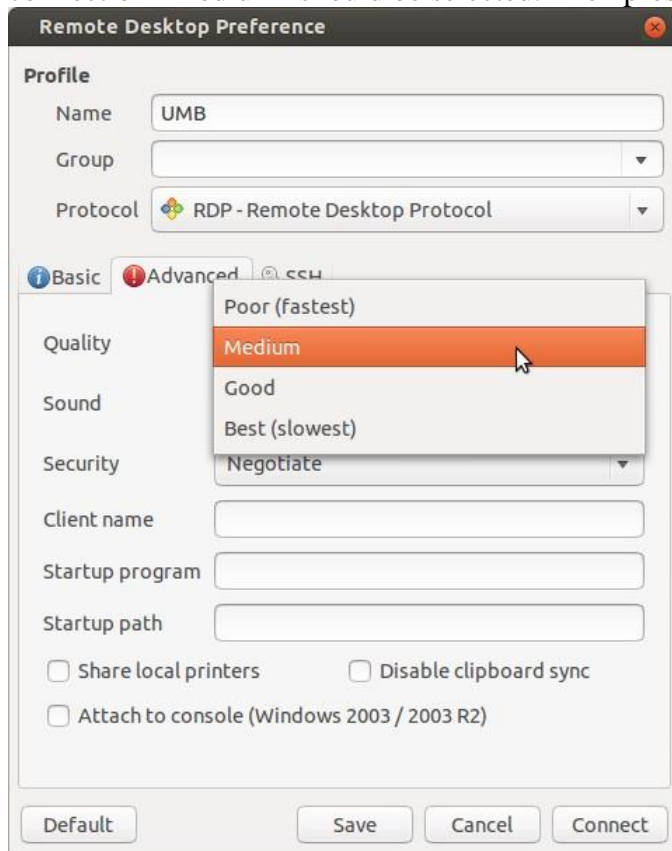 Remote Desktop Preference
Profile
Name UMB
Group
Protocol RDP - Remote Desktop Protocol
Basic Advanced SSH
Poor (fastest)
Quality Medium
Good
Sound
Best (slowest)
Security Negotiate
Client name
Startup program
Startup path
Share local printers Disable clipboard sync
Attach to console (Windows 2003 / 2003 R2)
Default Save Cancel Connect